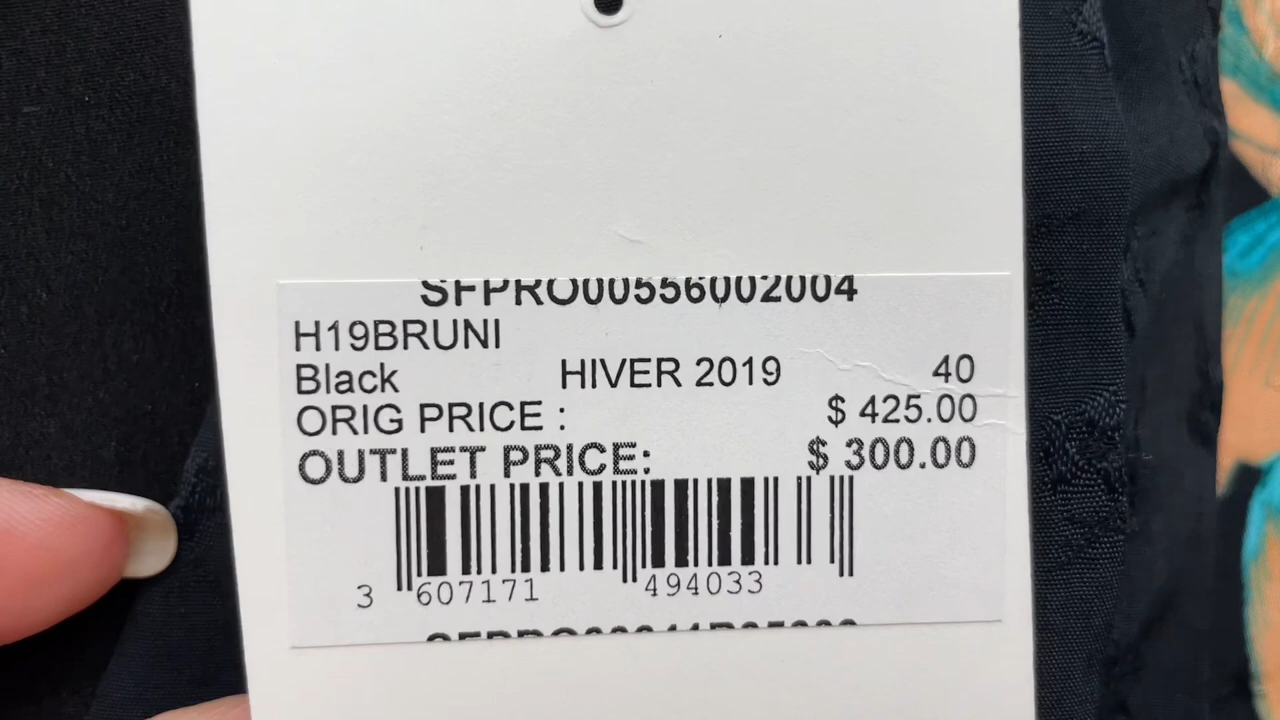 SFPRO00556002004
H19BRUNI
Black HIVER 2019 40
ORIG PRICE : $ 425.00
OUTLET PRICE: $ 300.00
3 607171 494033